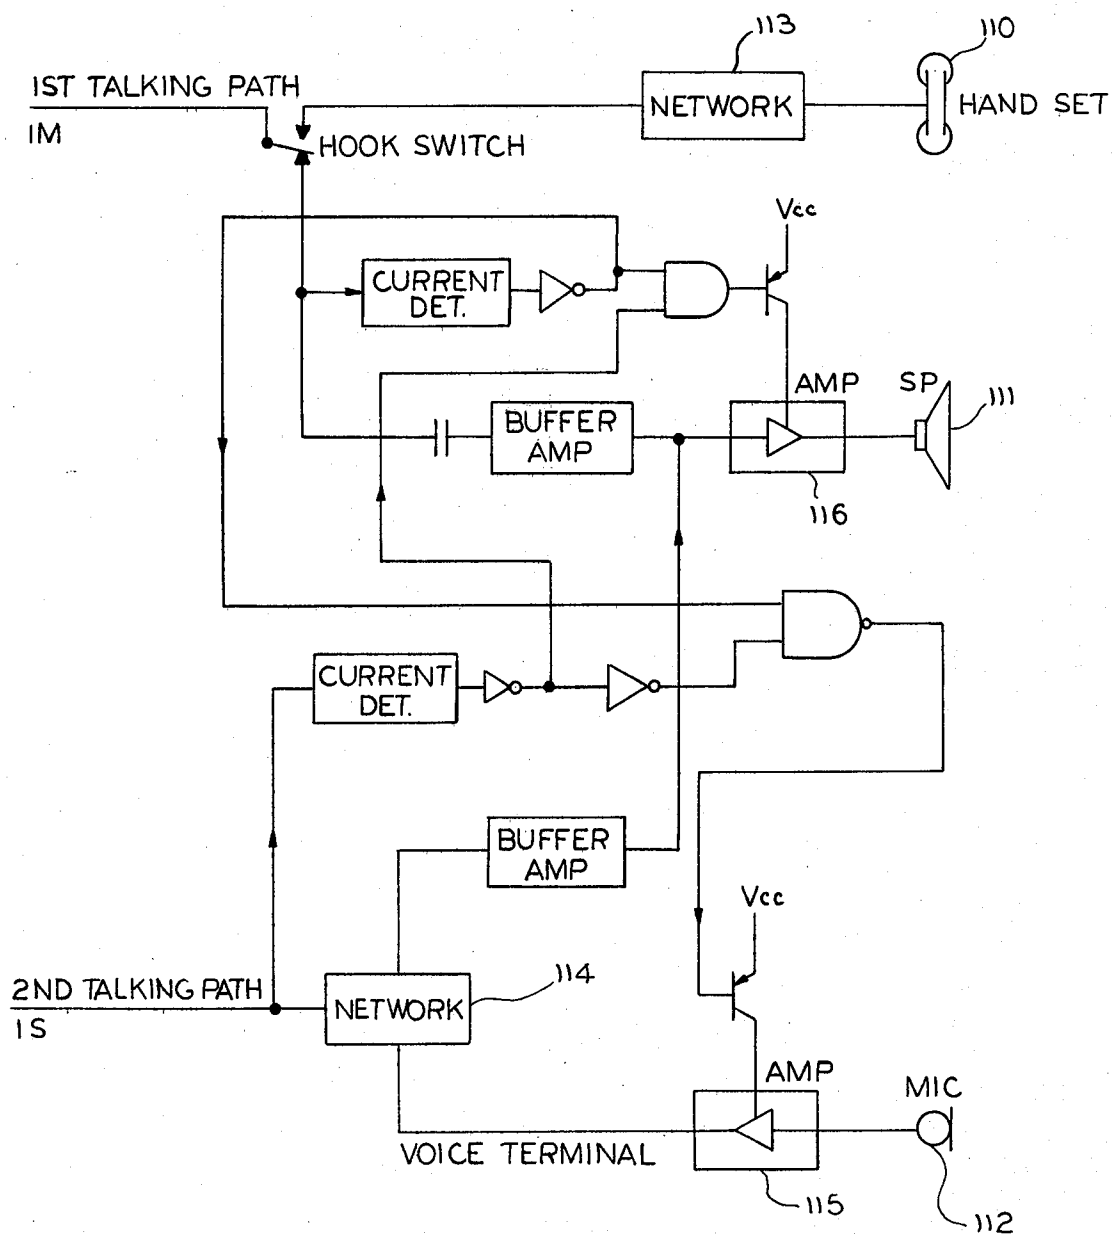 113
110
1ST TALKING PATH
NETWORK
HAND SET
1M
HOOK SWITCH
Vcc
CURRENT
DET.
AMP
SP
111
BUFFER
AMP
116
CURRENT
DET.
BUFFER
AMP
Vcc
2ND TALKING PATH
114
NETWORK
1S
AMP
MIC
VOICE TERMINAL
115
112